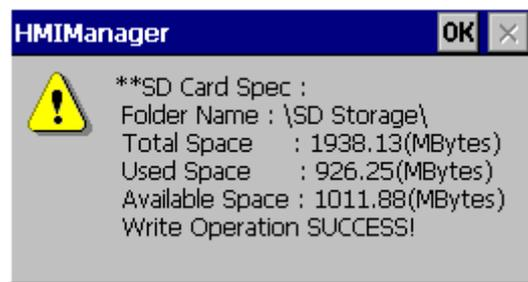 HMIManager OK
**SD Card Spec :
Folder Name : \SD Storage\
Total Space : 1938.13(MBytes)
Used Space : 926.25(MBytes)
Available Space : 1011.88(MBytes)
Write Operation SUCCESS!